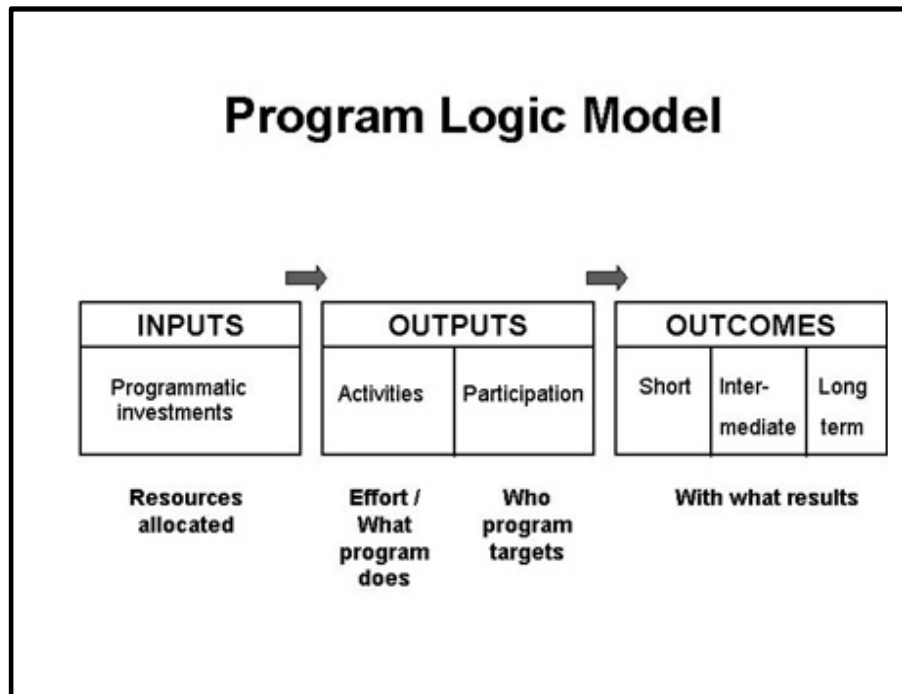 Program Logic Model
INPUTS
Programmatic
investments
Resources
allocated
OUTPUTS
Activities
Participation
Effort /
What
program
does
Who
program
targets
OUTCOMES
Short
Inter-
mediate
Long
term
With what results